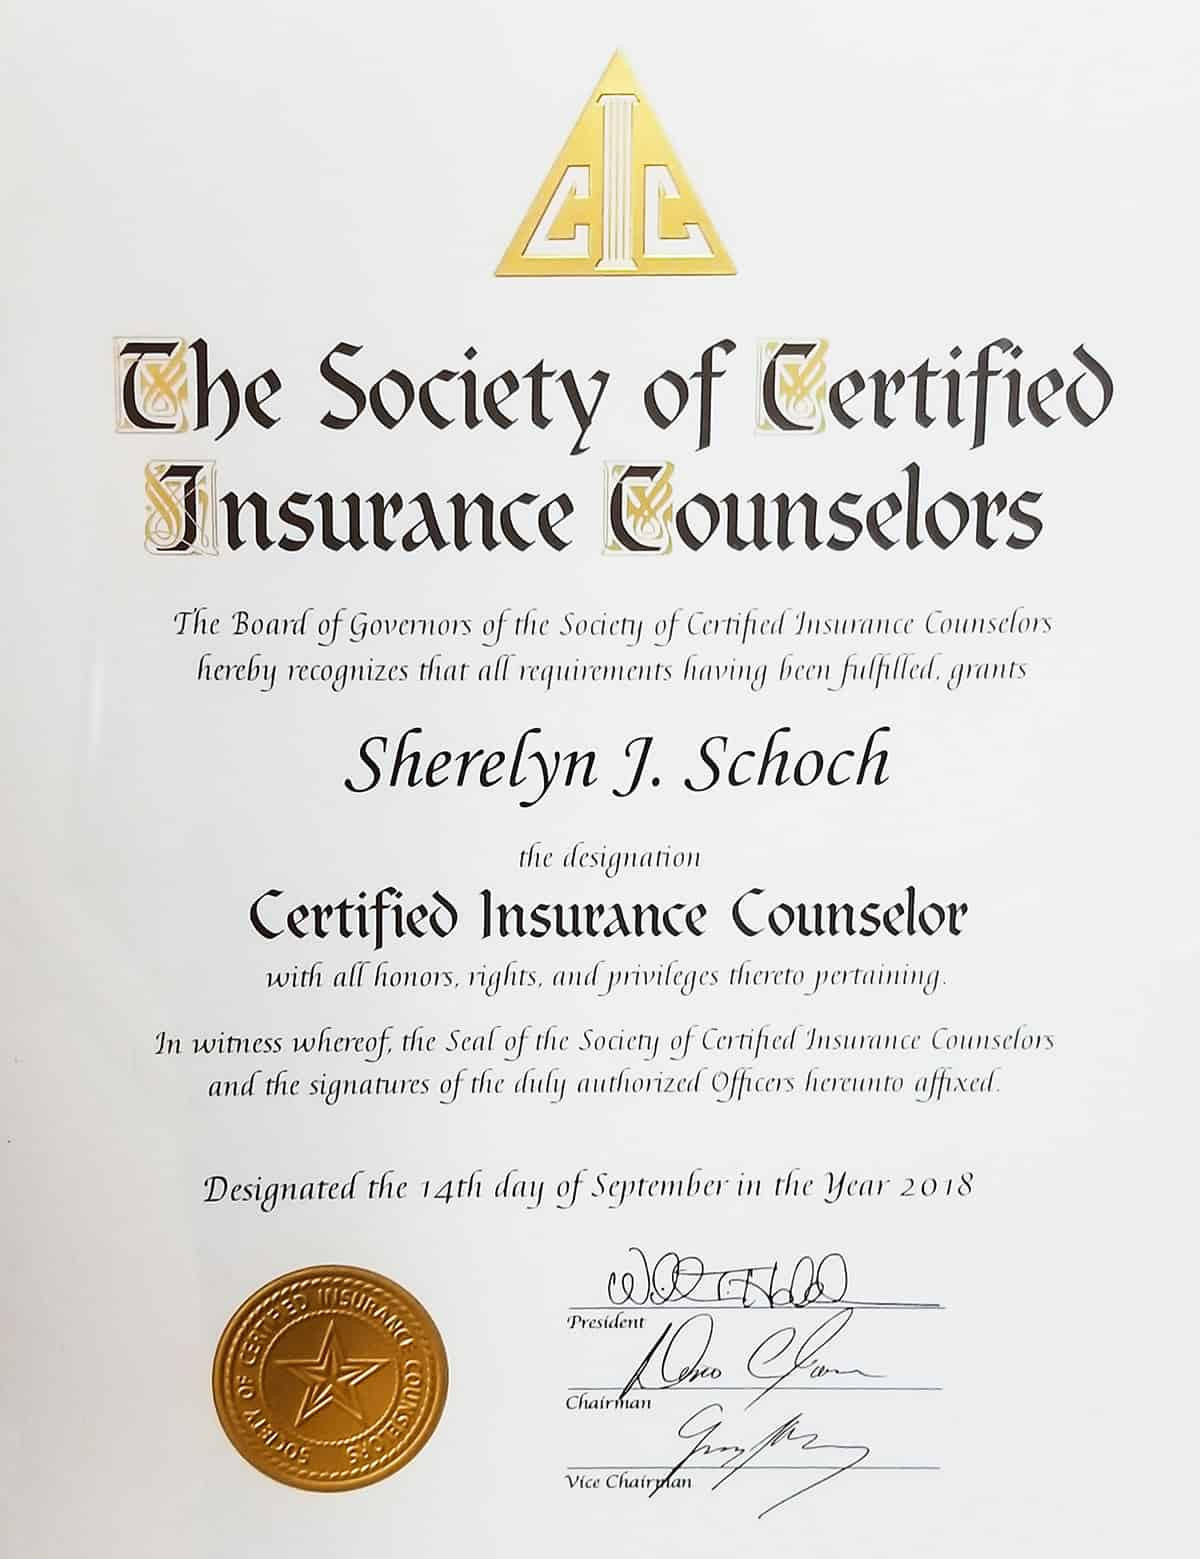 CIC
The Society of Certified
Insurance Counselors
The Board of Governors of the Society of Certified Insurance Counselors
hereby recognizes that all requirements having been fulfilled, grants
Sherelyn J. Schoch
the designation
Certified Insurance Counselor
with all honors, rights, and privileges thereto pertaining.
In witness whereof, the Seal of the Society of Certified Insurance Counselors
and the signatures of the duly authorized Officers hereunto affixed.
Designated the 14th day of September in the Year 2018
SOCIETY OF CERTIFIED INSURANCE COUNSELORS
President
Chairman
Vice Chairman